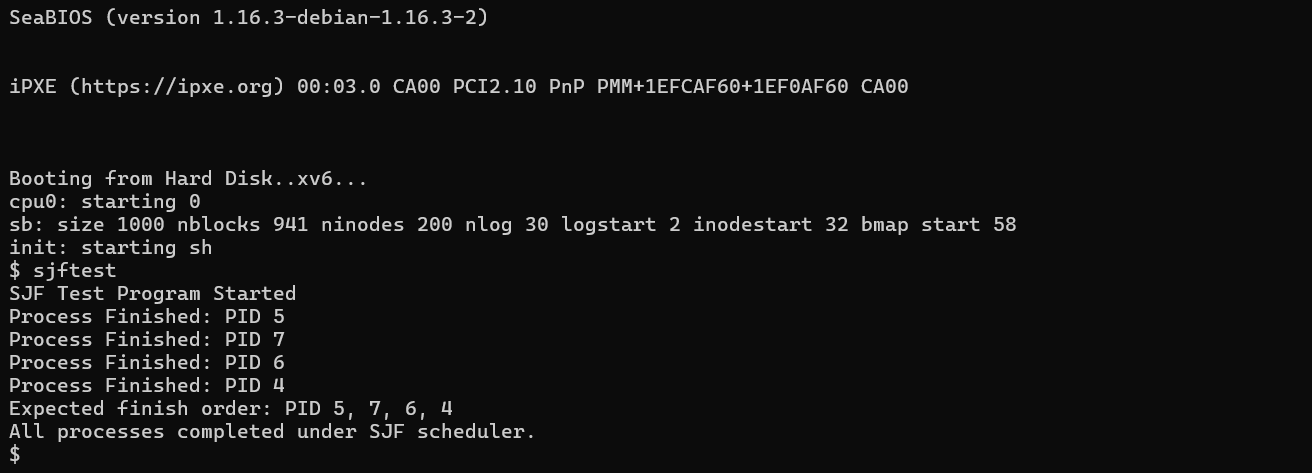 SeaBIOS (version 1.16.3-debian-1.16.3-2)
iPXE (https://ipxe.org) 00:03.0 CA00 PCI2.10 PnP PMM+1EFCAF60+1EF0AF60 CA00
Booting from Hard Disk..xv6...
cpu0: starting 0
sb: size 1000 nblocks 941 ninodes 200 nlog 30 logstart 2 inodestart 32 bmap start 58
init: starting sh
$ sjftest
SJF Test Program Started
Process Finished: PID 5
Process Finished: PID 7
Process Finished: PID 6
Process Finished: PID 4
Expected finish order: PID 5, 7, 6, 4
All processes completed under SJF scheduler.
$